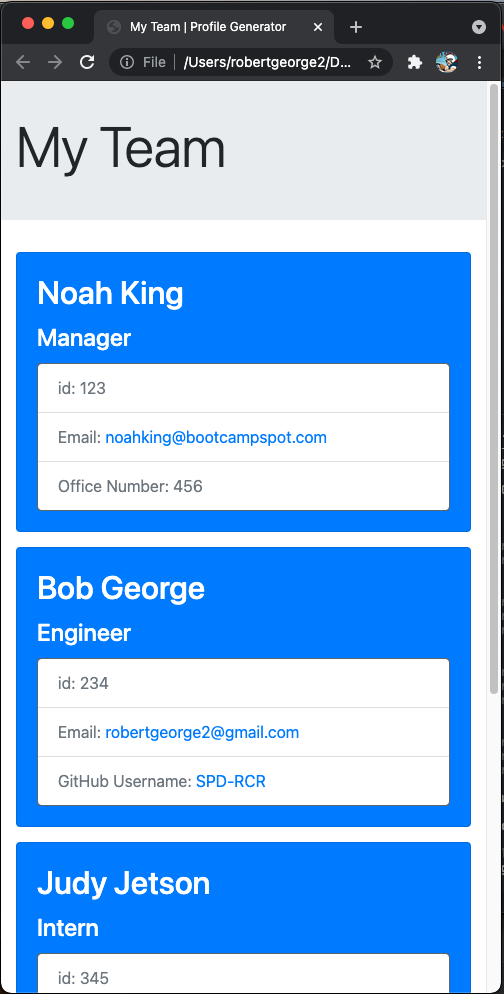 My Team | Profile Generator
File | /Users/robertgeorge2/D...
My Team
Noah King
Manager
id: 123
Email: noahking@bootcampspot.com
Office Number: 456
Bob George
Engineer
id: 234
Email: robertgeorge2@gmail.com
GitHub Username: SPD-RCR
Judy Jetson
Intern
id: 345